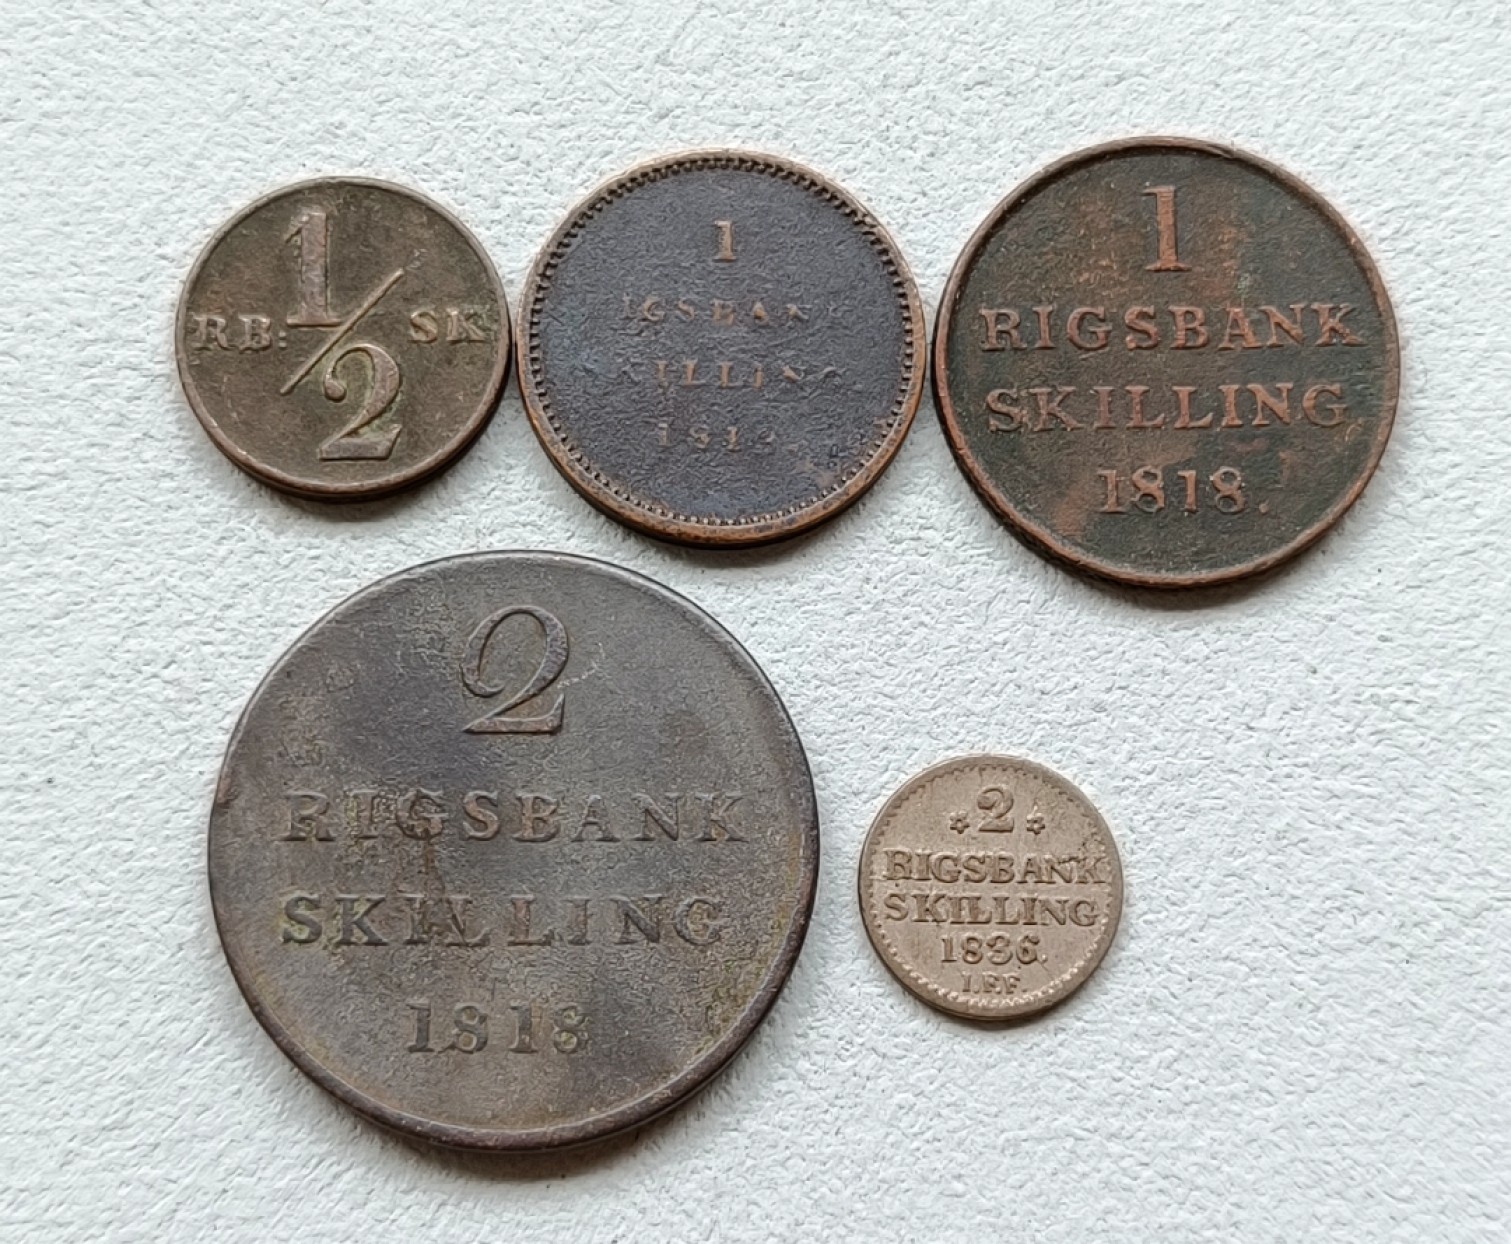 1/2
RB: SK
1
1
RIGSBANK
SKILLING
1818.
2
RIGSBANK
SKILLING
1818
2
RIGSBANK
SKILLING
1836.
I.F.F.